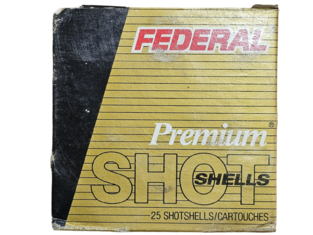 FEDERAL
Premium®
SHOT
SHELLS
25 SHOTSHELLS/CARTOUCHES